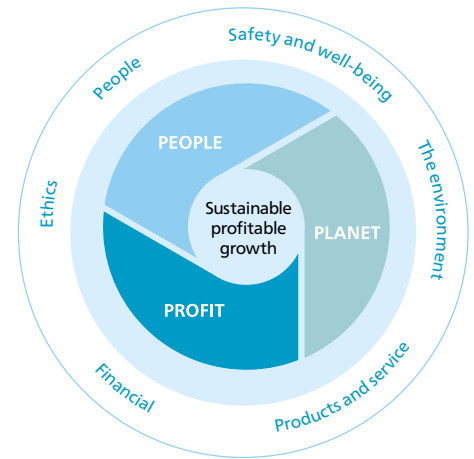 Safety and well-being
People
The environment
Ethics
PEOPLE
Sustainable
profitable
growth
PLANET
PROFIT
Financial
Products and service